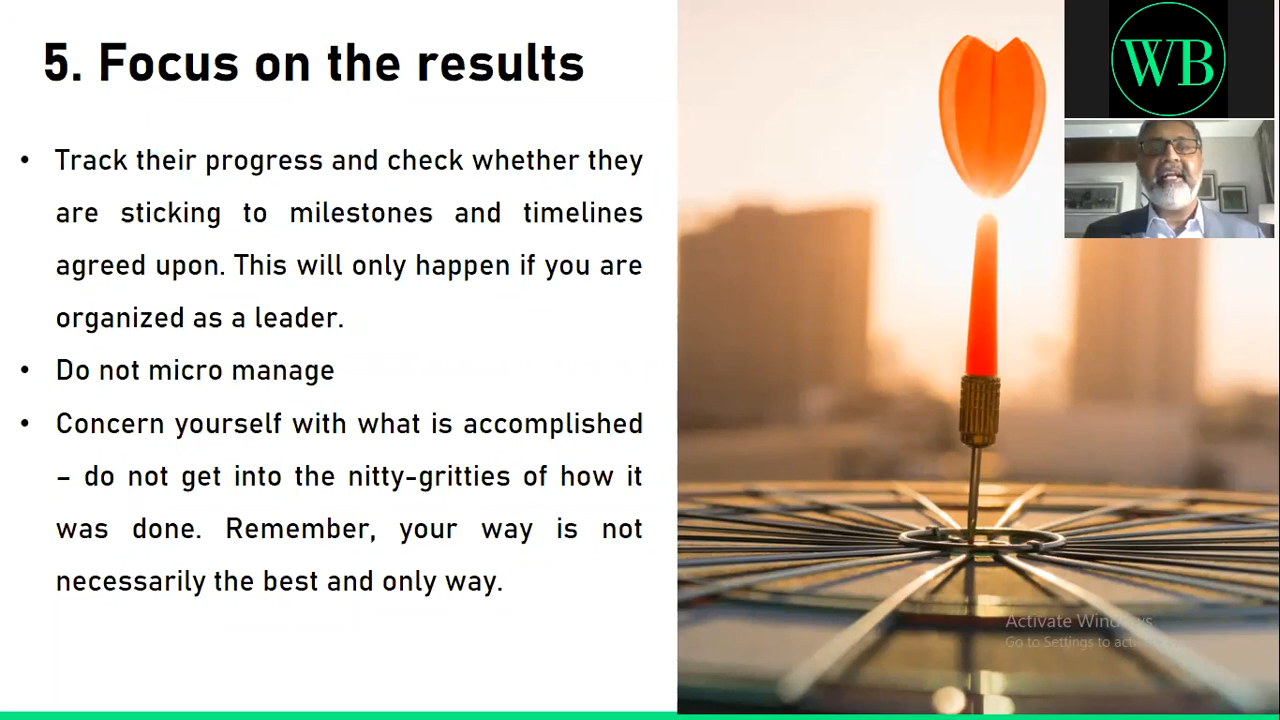 5. Focus on the results
WB
• Track their progress and check whether they
are sticking to milestones and timelines
agreed upon. This will only happen if you are
organized as a leader.
• Do not micro manage
• Concern yourself with what is accomplished
– do not get into the nitty-gritties of how it
was done. Remember, your way is not
necessarily the best and only way.
Activate Windows
Go to Settings to